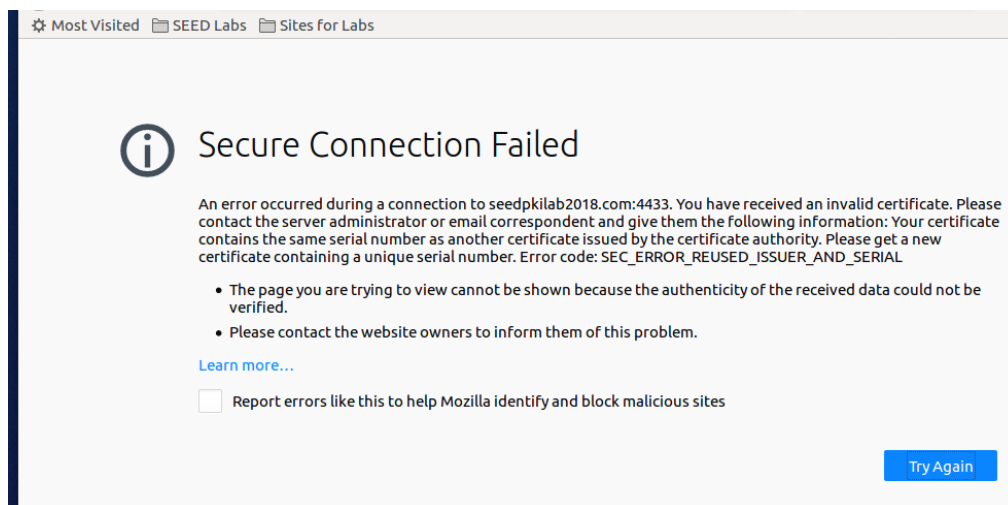 Most Visited SEED Labs Sites for Labs
Secure Connection Failed
An error occurred during a connection to seedpkilab2018.com:4433. You have received an invalid certificate. Please
contact the server administrator or email correspondent and give them the following information: Your certificate
contains the same serial number as another certificate issued by the certificate authority. Please get a new
certificate containing a unique serial number. Error code: SEC_ERROR_REUSED_ISSUER_AND_SERIAL
• The page you are trying to view cannot be shown because the authenticity of the received data could not be
verified.
• Please contact the website owners to inform them of this problem.
Learn more…
Report errors like this to help Mozilla identify and block malicious sites
Try Again